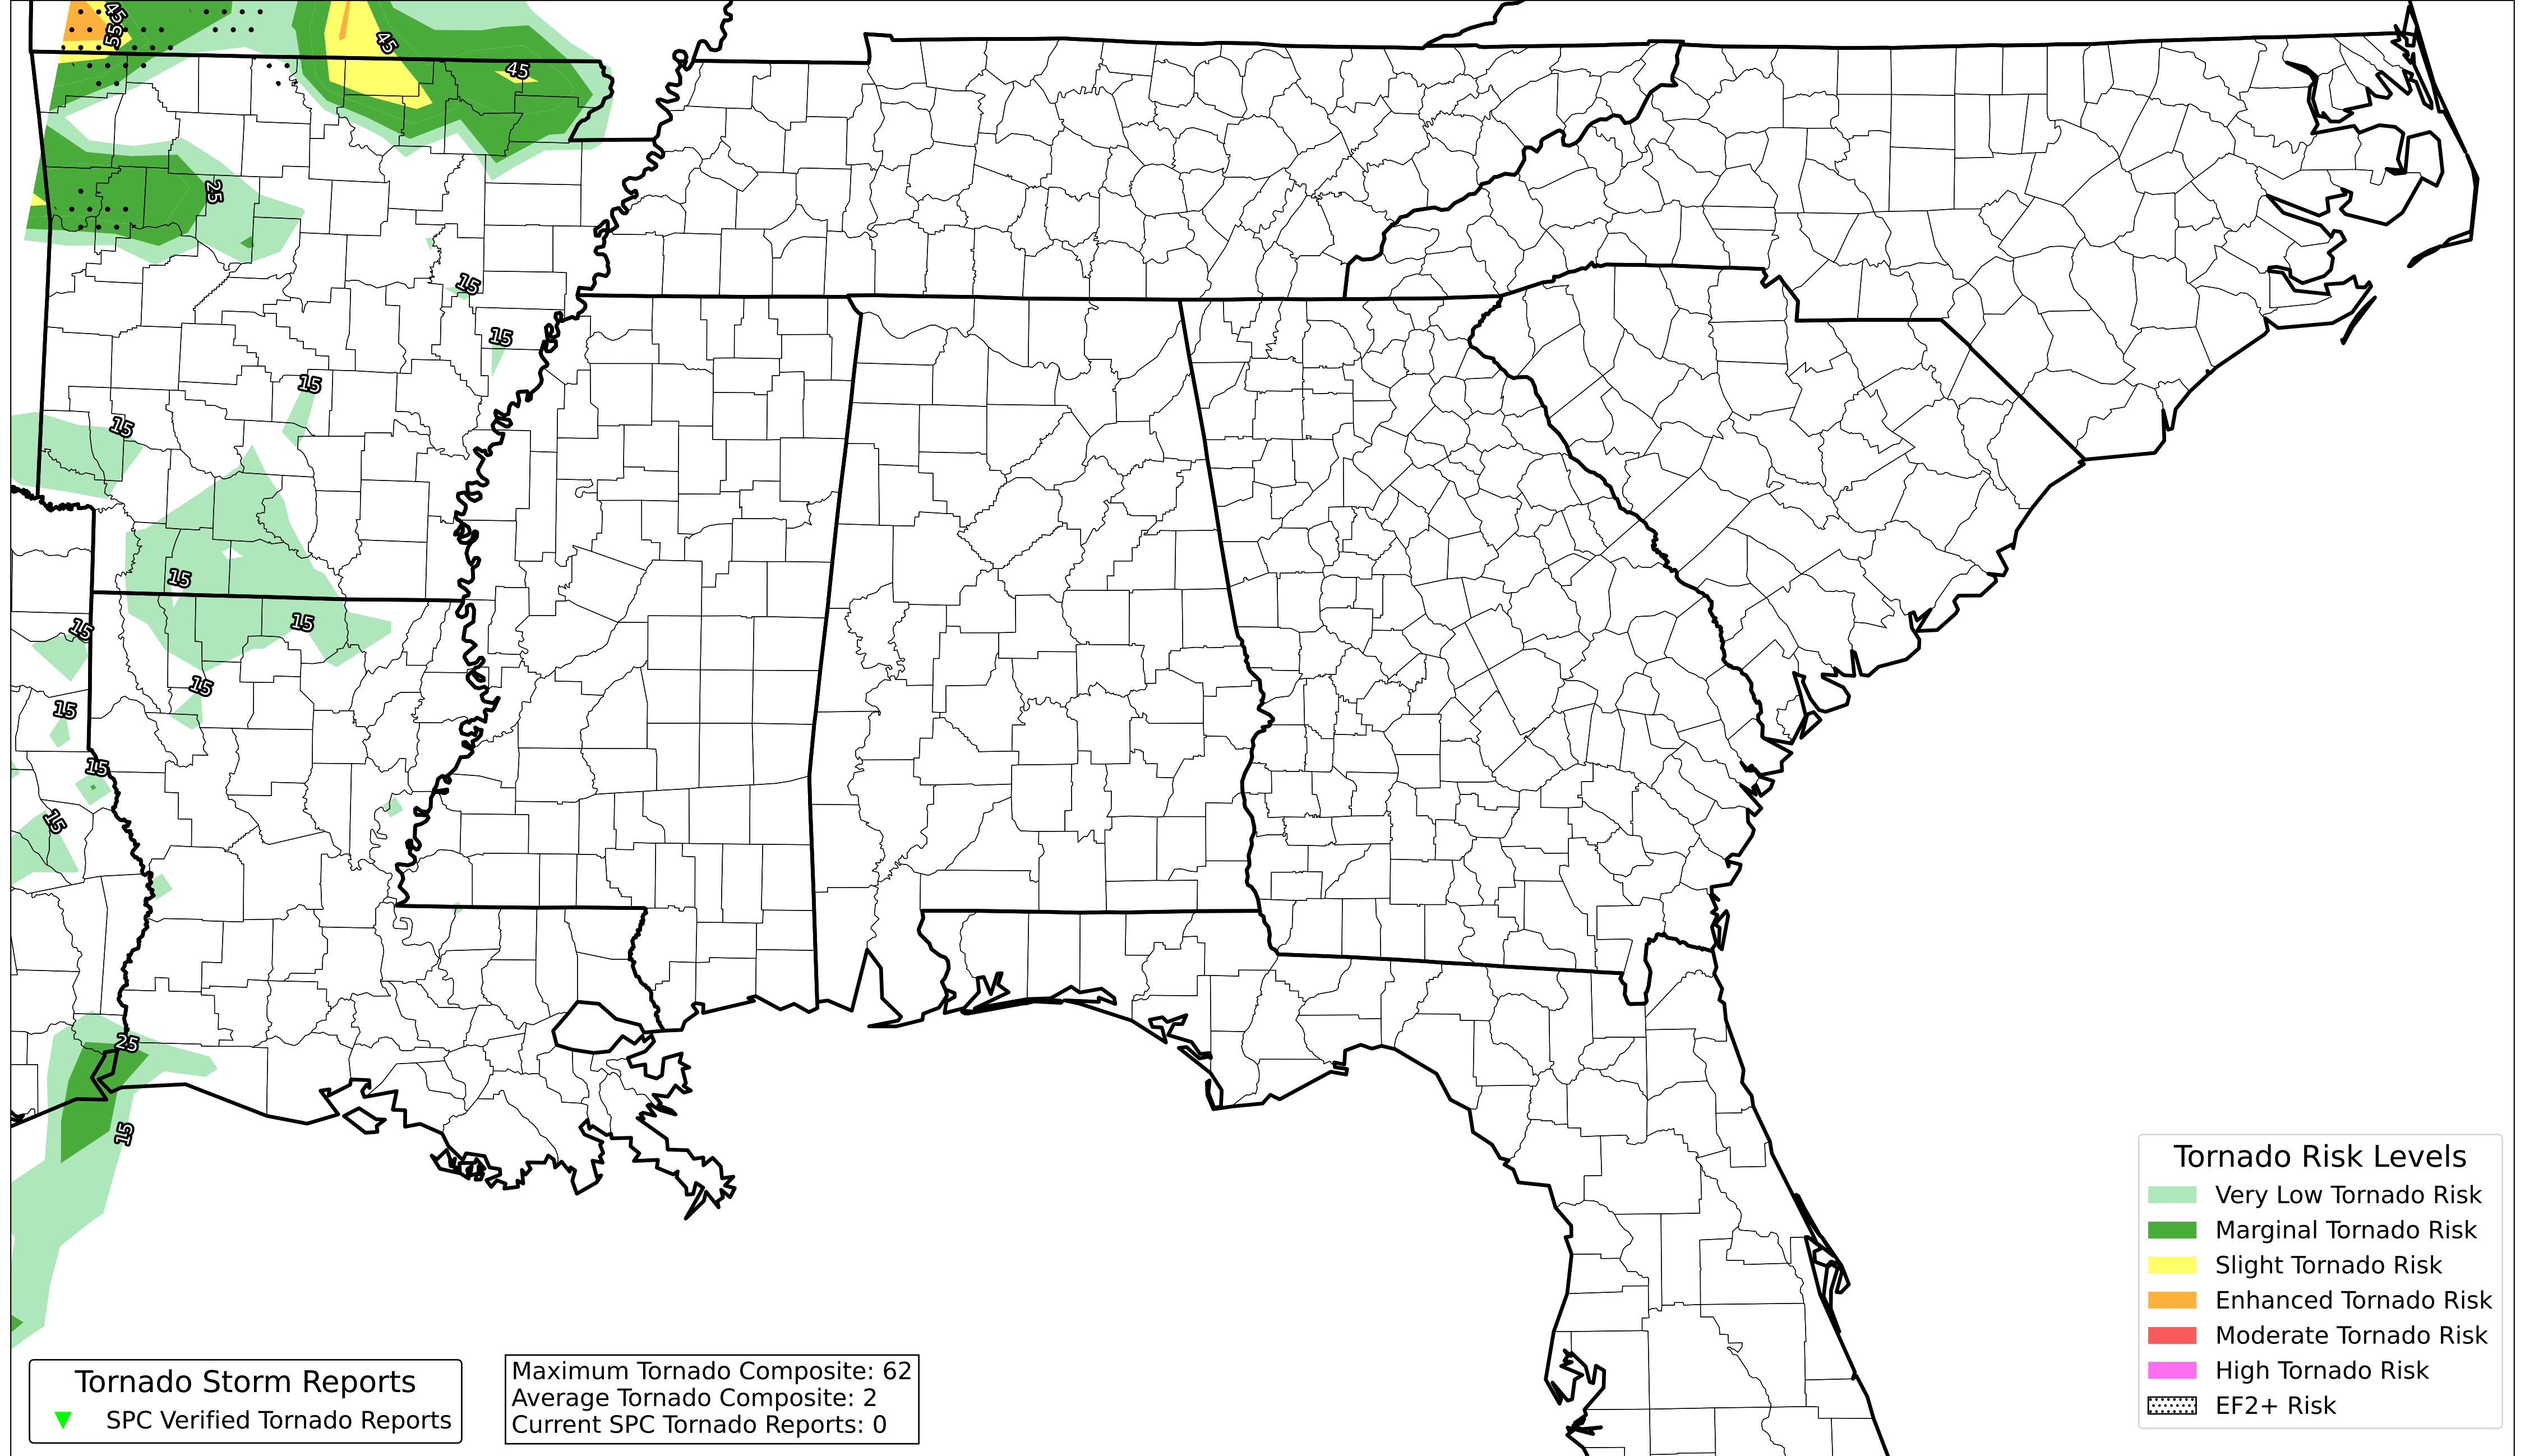 45
55
45
45
25
15
15
15
15
15
15
15
15
15
15
15
25
15
Tornado Storm Reports
SPC Verified Tornado Reports
Maximum Tornado Composite: 62
Average Tornado Composite: 2
Current SPC Tornado Reports: 0
Tornado Risk Levels
Very Low Tornado Risk
Marginal Tornado Risk
Slight Tornado Risk
Enhanced Tornado Risk
Moderate Tornado Risk
High Tornado Risk
EF2+ Risk